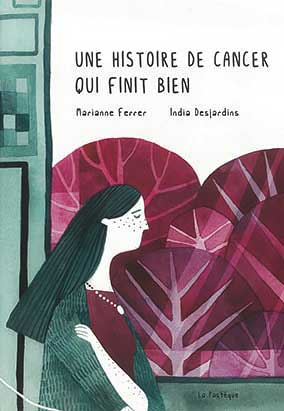 UNE HISTOIRE DE CANCER
QUI FINIT BIEN
Marianne Ferrer India Desjardins
La Pastèque